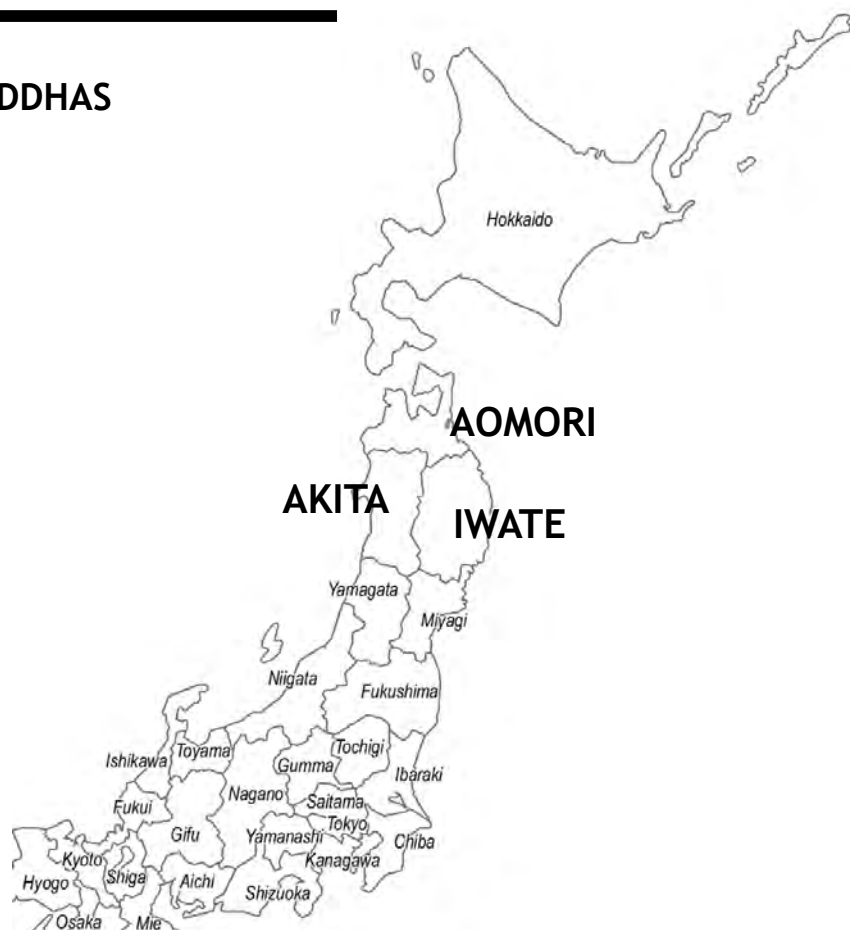 DDHAS
Hokkaido
AOMORI
AKITA
IWATE
Yamagata
Miyagi
Niigata
Fukushima
Ishikawa
Toyama
Tochigi
Gumma
Ibaraki
Nagano
Saitama
Fukui
Tokyo
Gifu
Yamanashi
Chiba
Kyoto
Kanagawa
Hyogo
Shiga
Aichi
Shizuoka
Osaka
Mie